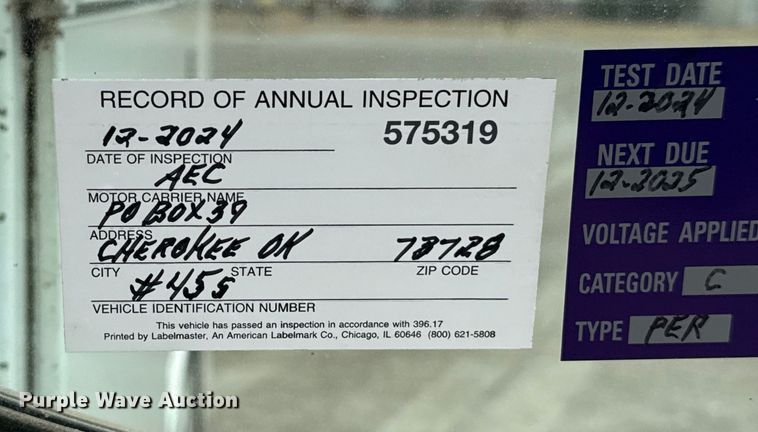 RECORD OF ANNUAL INSPECTION
12-2024 575319
DATE OF INSPECTION
AEC
MOTOR CARRIER NAME
PO BOX 39
ADDRESS
CHEROKEE OK 73728
CITY STATE ZIP CODE
#455
VEHICLE IDENTIFICATION NUMBER
This vehicle has passed an inspection in accordance with 396.17
Printed by Labelmaster, An American Labelmark Co., Chicago, IL 60646 (800) 621-5808
TEST DATE
12-2024
NEXT DUE
12-2025
VOLTAGE APPLIED
CATEGORY C
TYPE PER
Purple Wave Auction